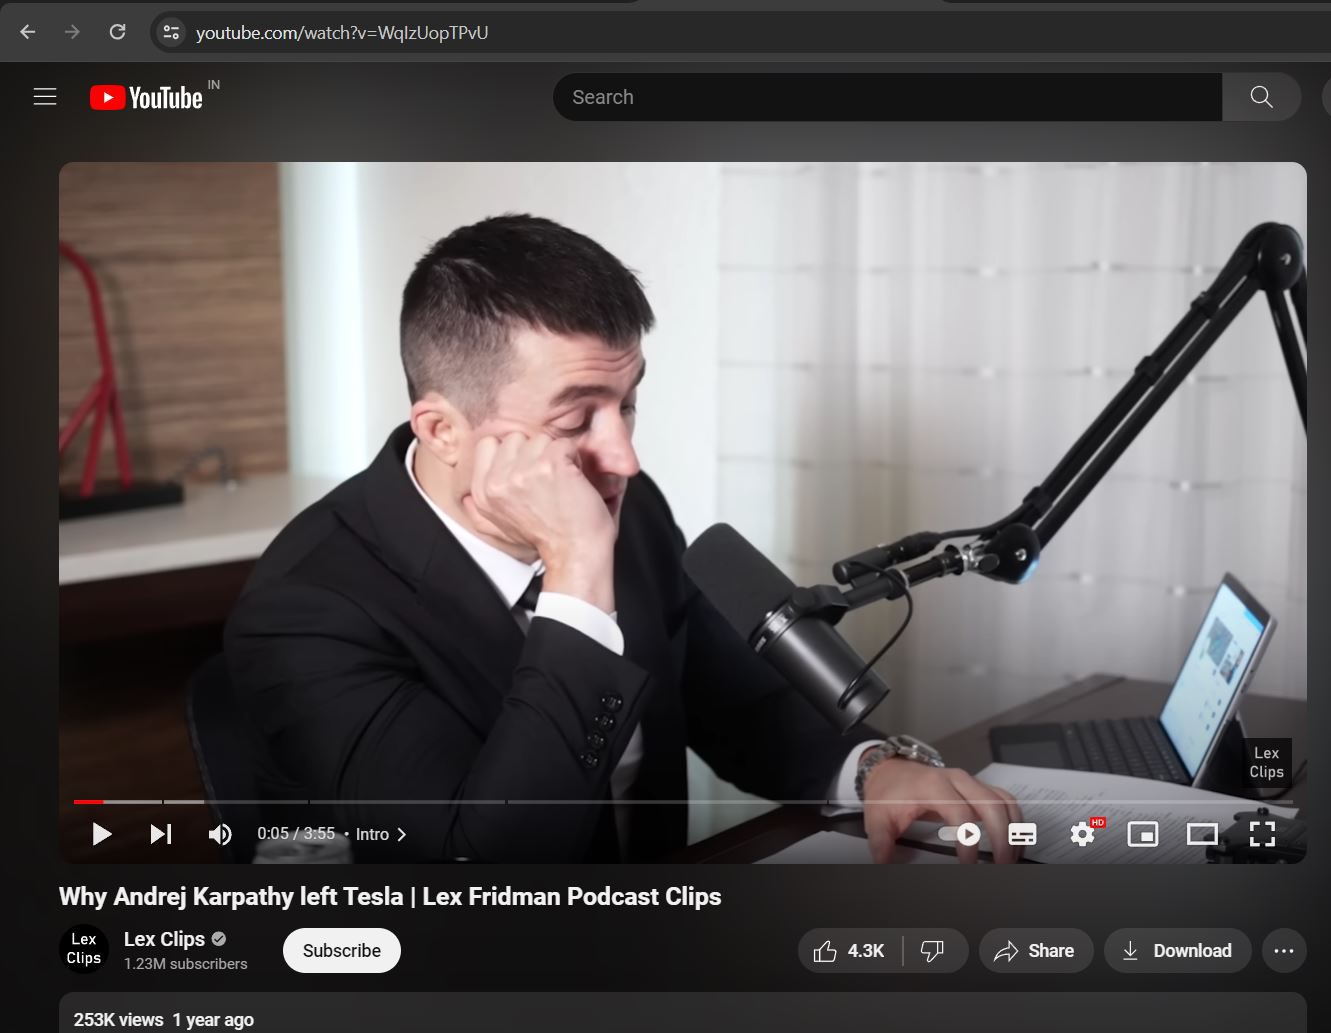 youtube.com/watch?v=WqIzUopTPvU
YouTube IN
Search
Lex
Clips
HD
0:05 / 3:55 • Intro
Why Andrej Karpathy left Tesla | Lex Fridman Podcast Clips
Lex
Clips
Lex Clips
1.23M subscribers
Subscribe
4.3K
Share
Download
253K views 1 year ago